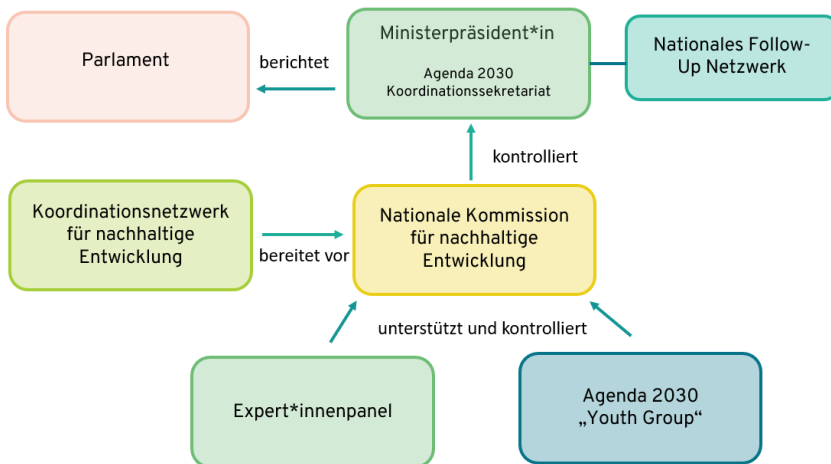 Parlament
berichtet
Ministerpräsident*in
Agenda 2030
Koordinationssekretariat
Nationales Follow-
Up Netzwerk
kontrolliert
Koordinationsnetzwerk
für nachhaltige
Entwicklung
bereitet vor
Nationale Kommission
für nachhaltige
Entwicklung
unterstützt und kontrolliert
Expert*innenpanel
Agenda 2030
„Youth Group“